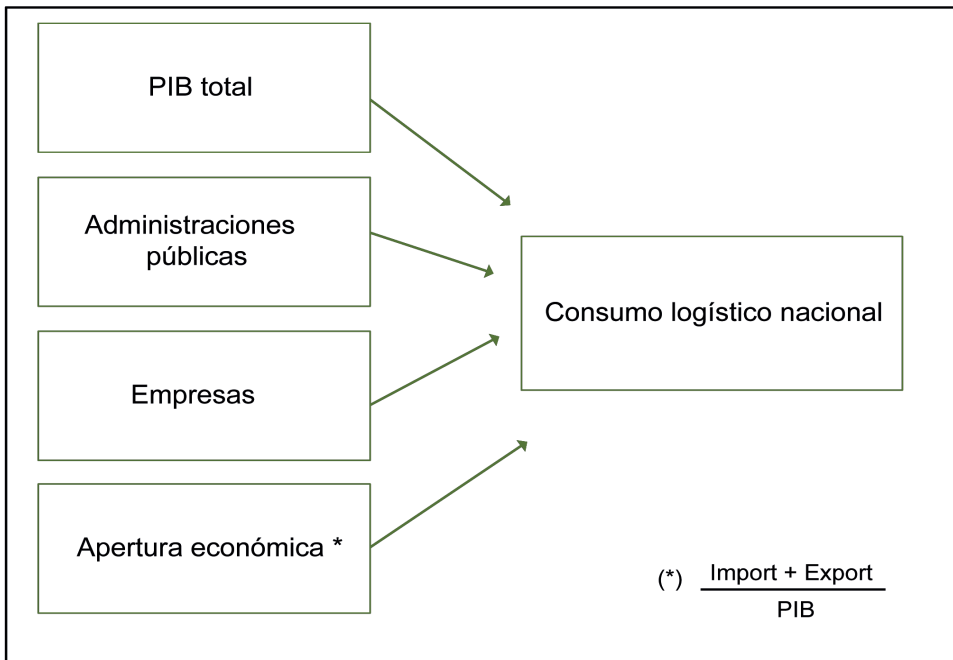 PIB total
Administraciones
públicas
Empresas
Apertura económica *
Consumo logístico nacional
(*) Import + Export
PIB